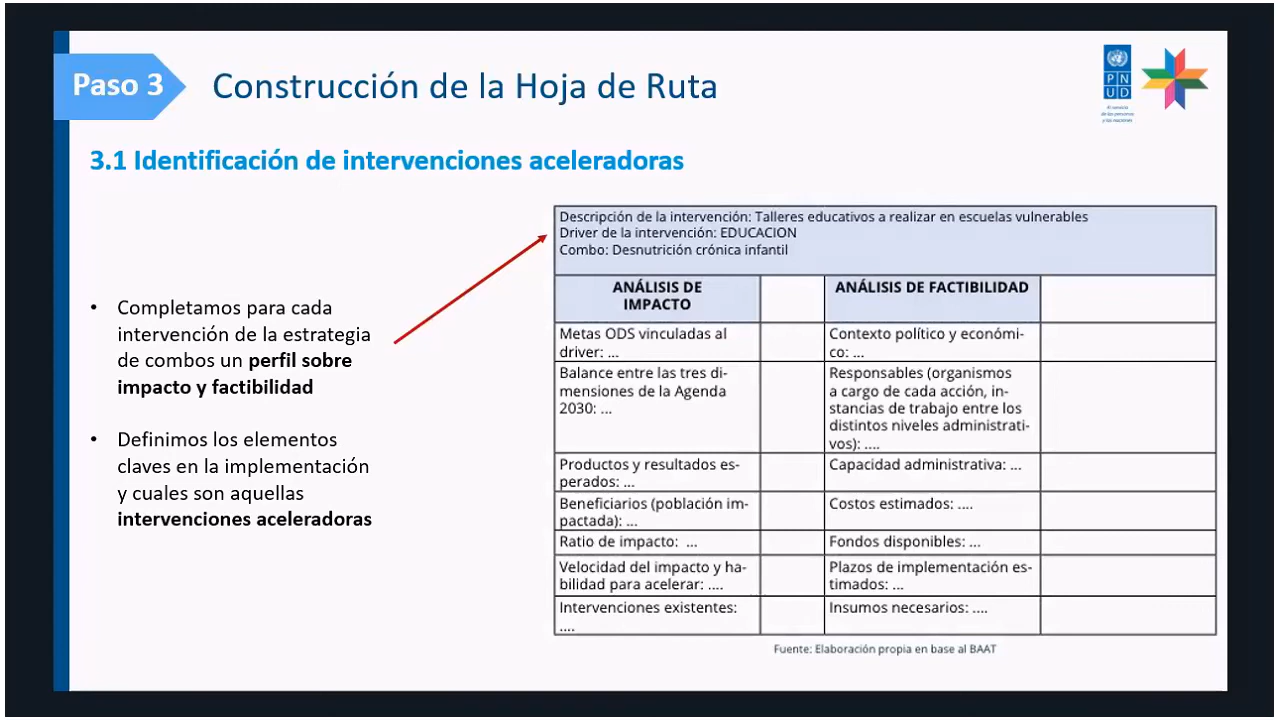 Paso 3
Construcción de la Hoja de Ruta
P N
U D
Al servicio
de las personas
y las naciones
3.1 Identificación de intervenciones aceleradoras
• Completamos para cada
intervención de la estrategia
de combos un perfil sobre
impacto y factibilidad
• Definimos los elementos
claves en la implementación
y cuales son aquellas
intervenciones aceleradoras
Descripción de la intervención: Talleres educativos a realizar en escuelas vulnerables
Driver de la intervención: EDUCACION
Combo: Desnutrición crónica infantil
ANÁLISIS DE
IMPACTO
ANÁLISIS DE FACTIBILIDAD
Metas ODS vinculadas al
driver: ...
Contexto político y económi-
co: ...
Balance entre las tres di-
mensiones de la Agenda
2030: ...
Responsables (organismos
a cargo de cada acción, in-
stancias de trabajo entre los
distintos niveles administrati-
vos): ....
Productos y resultados es-
perados: ...
Capacidad administrativa: ...
Beneficiarios (población im-
pactada): ...
Costos estimados: ....
Ratio de impacto: ...
Fondos disponibles: ...
Velocidad del impacto y ha-
bilidad para acelerar: ....
Plazos de implementación es-
timados: ...
Intervenciones existentes:
....
Insumos necesarios: ....
Fuente: Elaboración propia en base al BAAT